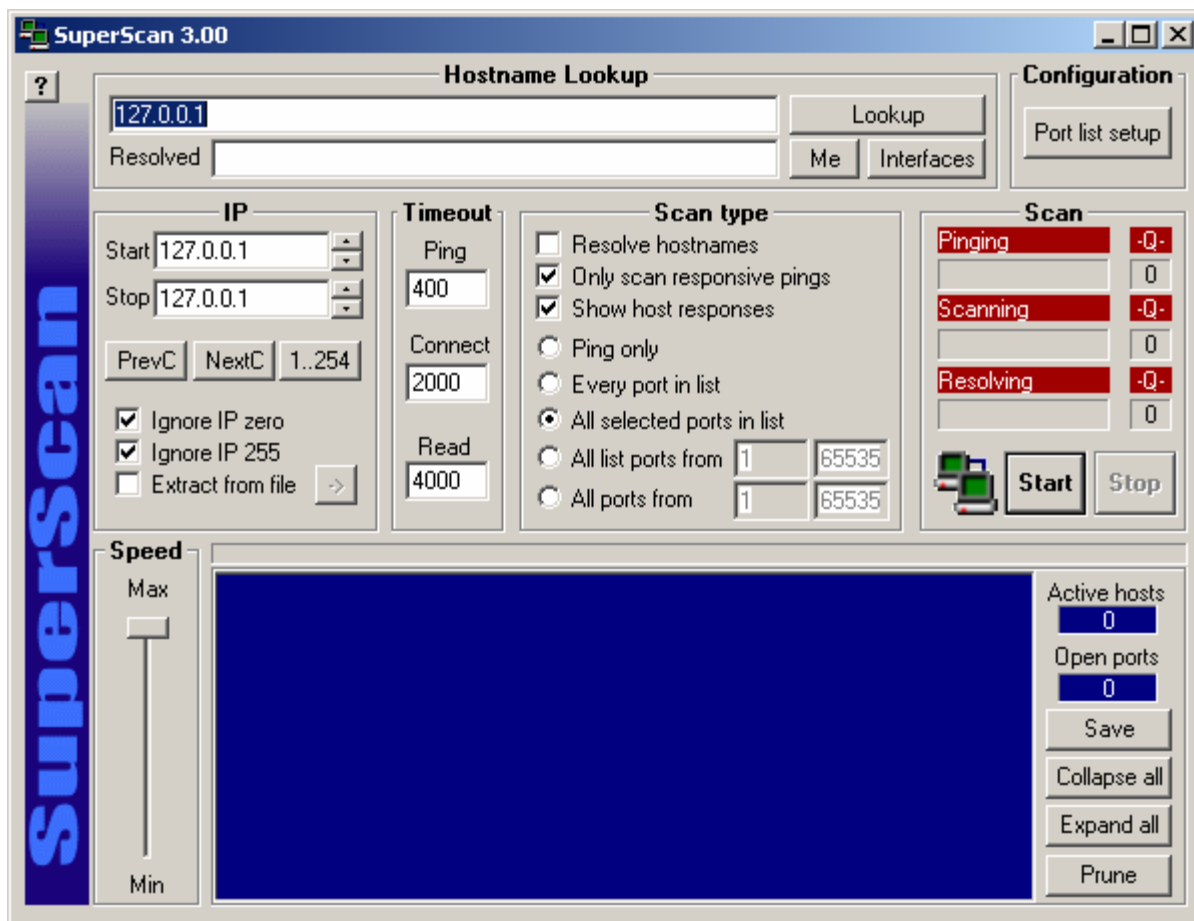 SuperScan 3.00
?
SuperScan
Hostname Lookup
127.0.0.1
Lookup
Resolved
Me
Interfaces
Configuration
Port list setup
IP
Start 127.0.0.1
Stop 127.0.0.1
PrevC NextC 1..254
Ignore IP zero
Ignore IP 255
Extract from file ->
Timeout
Ping
400
Connect
2000
Read
4000
Scan type
Resolve hostnames
Only scan responsive pings
Show host responses
Ping only
Every port in list
All selected ports in list
All list ports from 1 65535
All ports from 1 65535
Scan
Pinging -Q-
0
Scanning -Q-
0
Resolving -Q-
0
Start Stop
Speed
Max
Min
Active hosts
0
Open ports
0
Save
Collapse all
Expand all
Prune